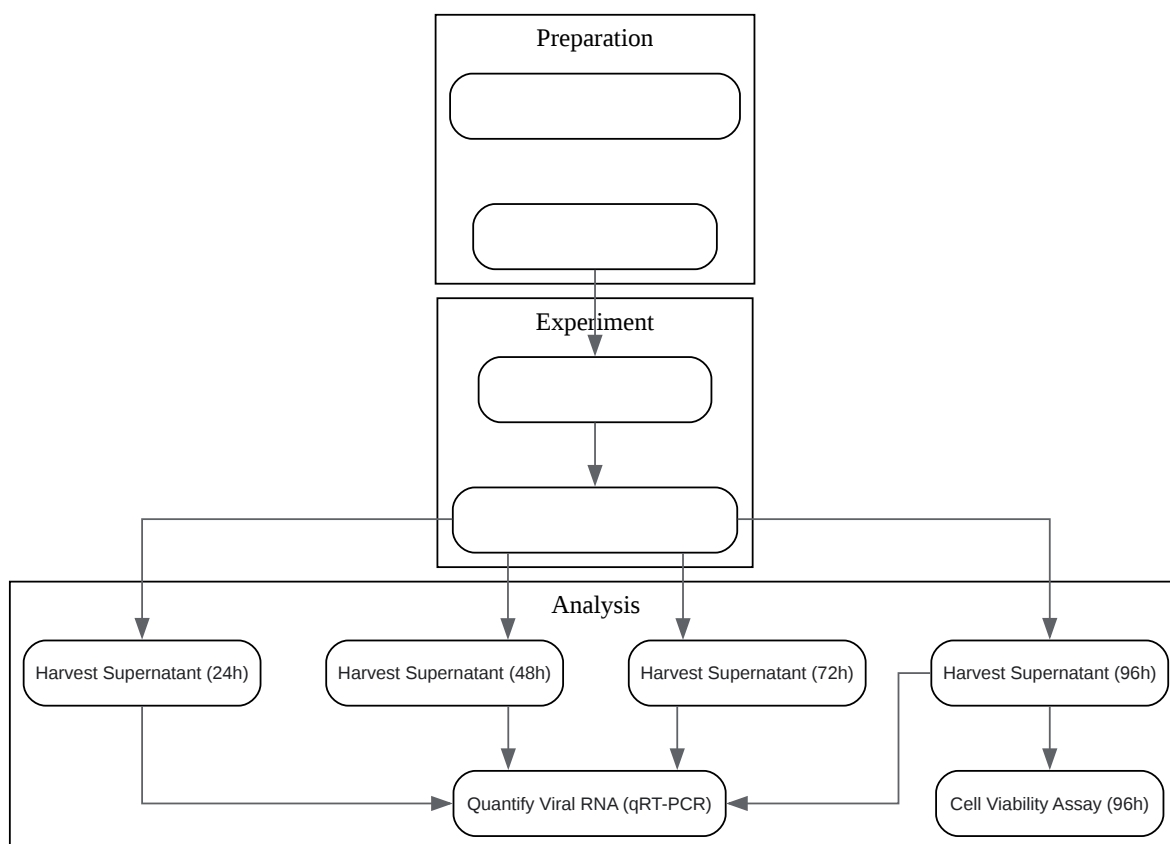 Preparation
Experiment
Analysis
Harvest Supernatant (24h)
Harvest Supernatant (48h)
Harvest Supernatant (72h)
Harvest Supernatant (96h)
Quantify Viral RNA (qRT-PCR)
Cell Viability Assay (96h)